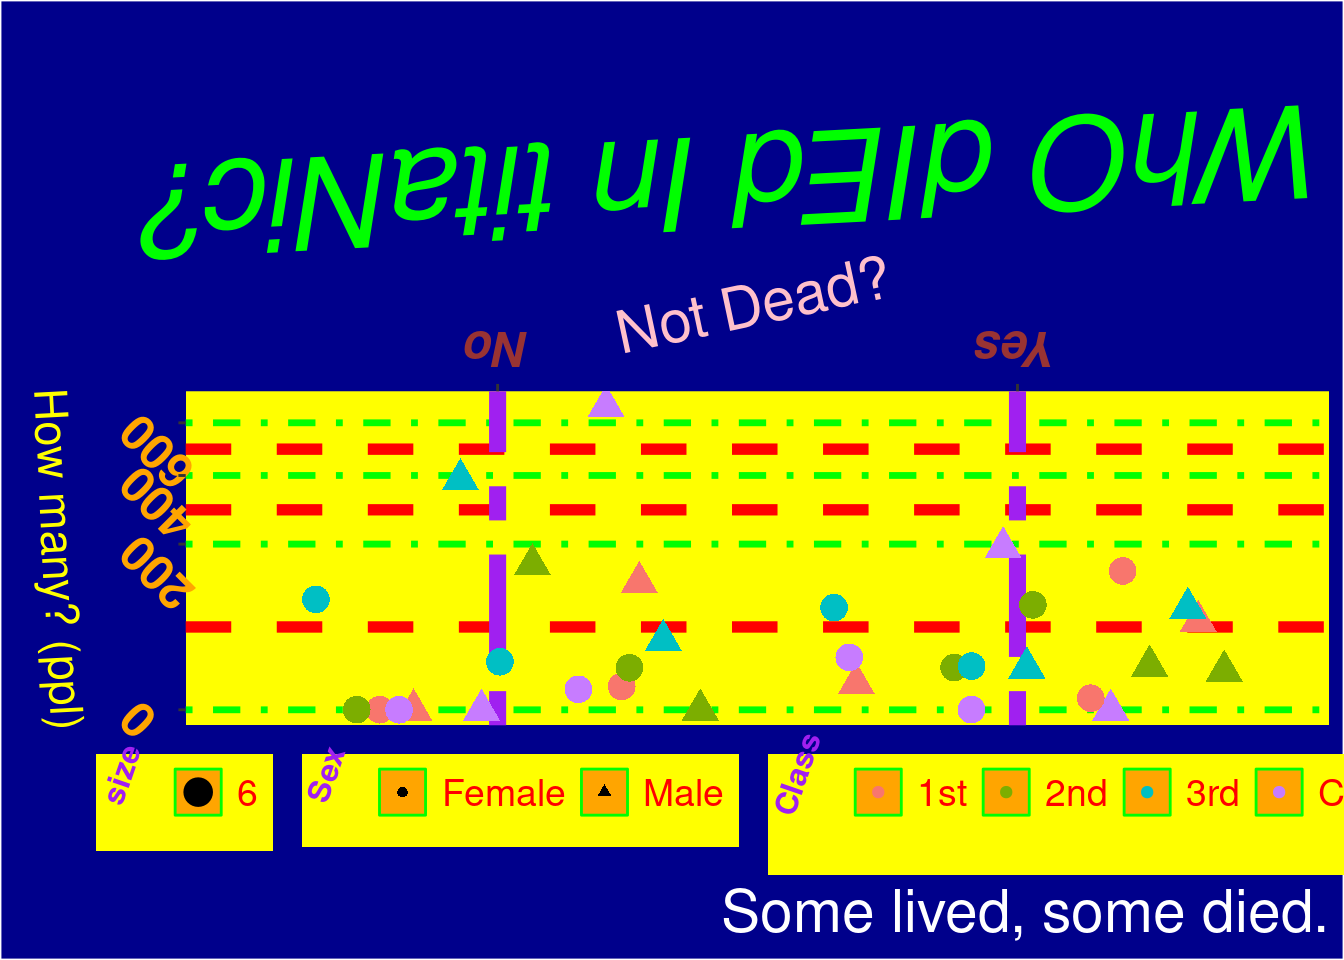 WhO dIEd In titaNic?
Not Dead?
No
Yes
How many? (ppl)
600
400
200
0
size
6
Sex
Female
Male
Class
1st
2nd
3rd
C
Some lived, some died.